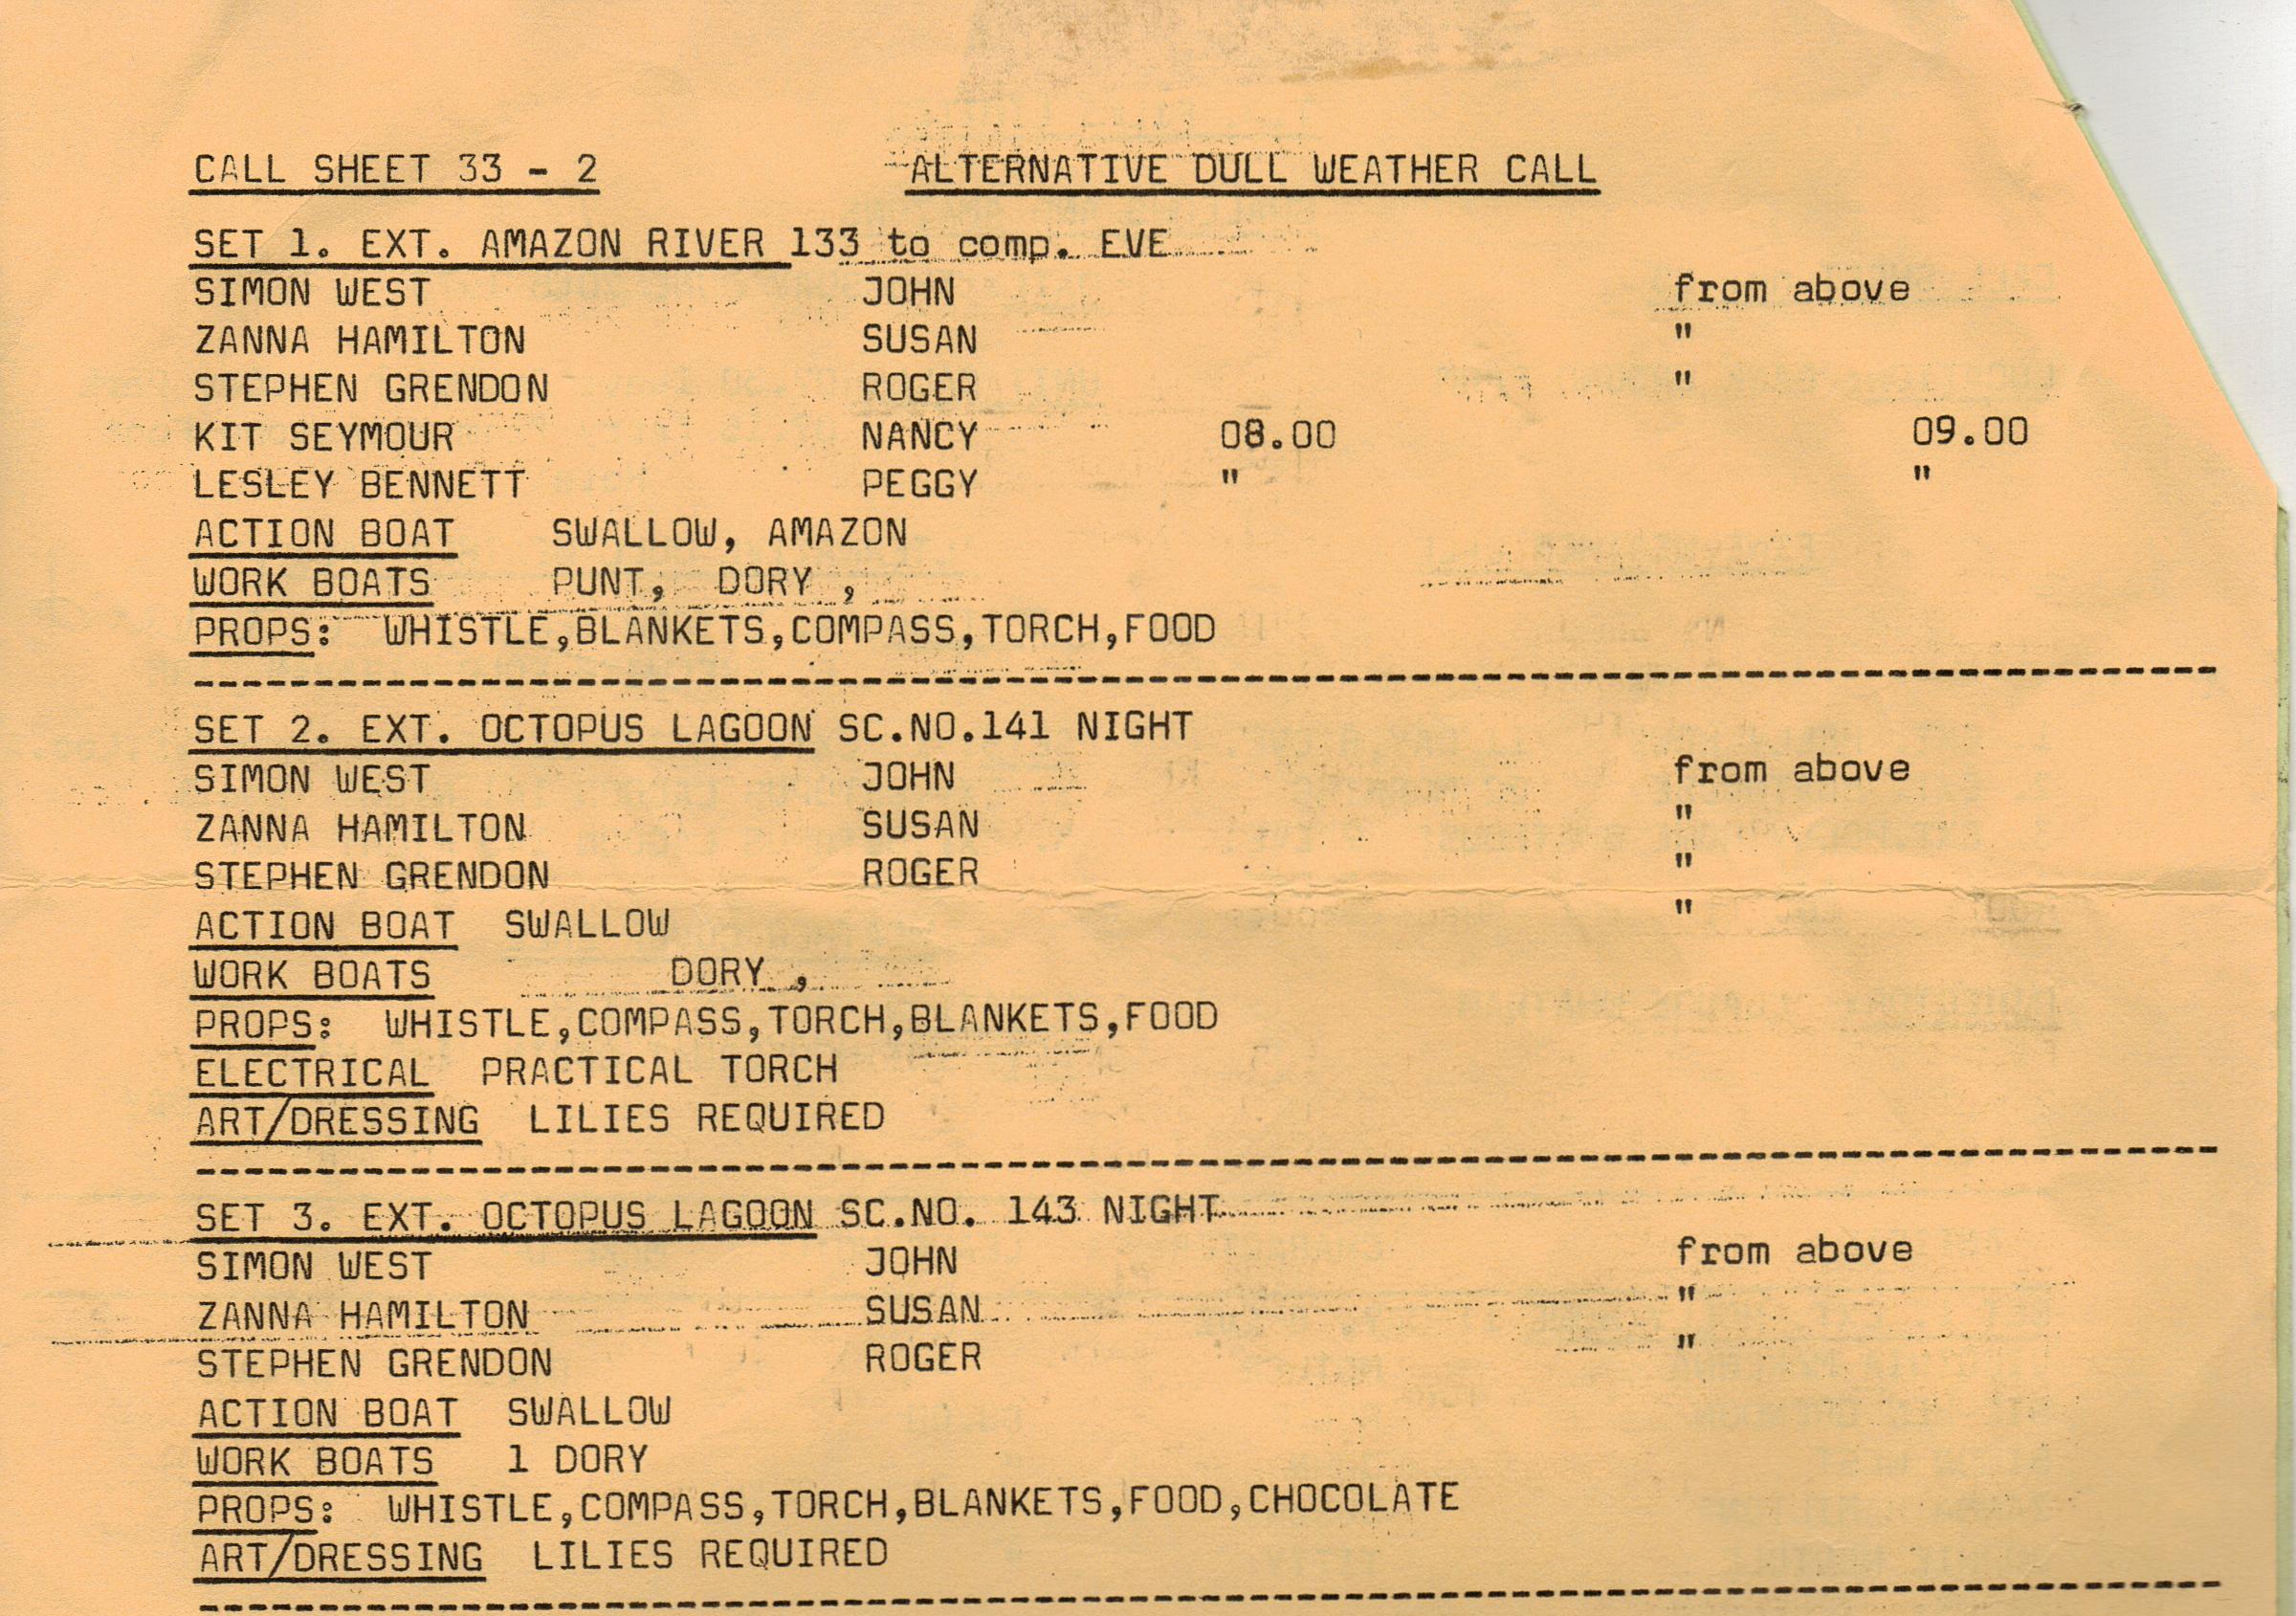 CALL SHEET 33 - 2 ALTERNATIVE DULL WEATHER CALL
SET 1. EXT. AMAZON RIVER 133 to comp. EVE
SIMON WEST JOHN from above
ZANNA HAMILTON SUSAN "
STEPHEN GRENDON ROGER "
KIT SEYMOUR NANCY 08.00 09.00
LESLEY BENNETT PEGGY " "
ACTION BOAT SWALLOW, AMAZON
WORK BOATS PUNT, DORY ,
PROPS: WHISTLE,BLANKETS,COMPASS,TORCH,FOOD
SET 2. EXT. OCTOPUS LAGOON SC.NO.141 NIGHT
SIMON WEST JOHN from above
ZANNA HAMILTON SUSAN "
STEPHEN GRENDON ROGER "
ACTION BOAT SWALLOW "
WORK BOATS DORY ,
PROPS: WHISTLE,COMPASS,TORCH,BLANKETS,FOOD
ELECTRICAL PRACTICAL TORCH
ART/DRESSING LILIES REQUIRED
SET 3. EXT. OCTOPUS LAGOON SC.NO. 143 NIGHT
SIMON WEST JOHN from above
ZANNA HAMILTON SUSAN "
STEPHEN GRENDON ROGER "
ACTION BOAT SWALLOW
WORK BOATS 1 DORY
PROPS: WHISTLE,COMPASS,TORCH,BLANKETS,FOOD,CHOCOLATE
ART/DRESSING LILIES REQUIRED